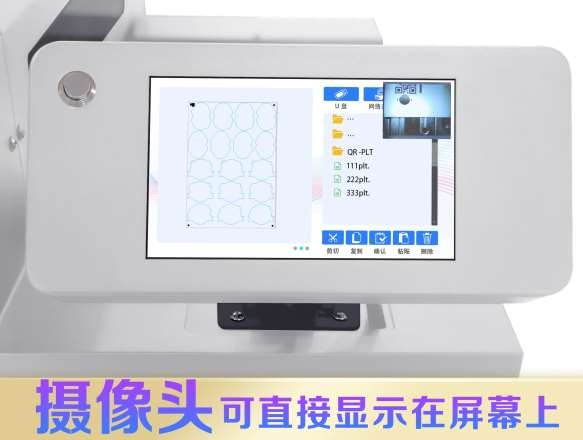 U 盘
网络
...
...
QR-PLT
111plt.
222plt.
333plt.
剪切
复制
确认
粘贴
删除
摄像头可直接显示在屏幕上